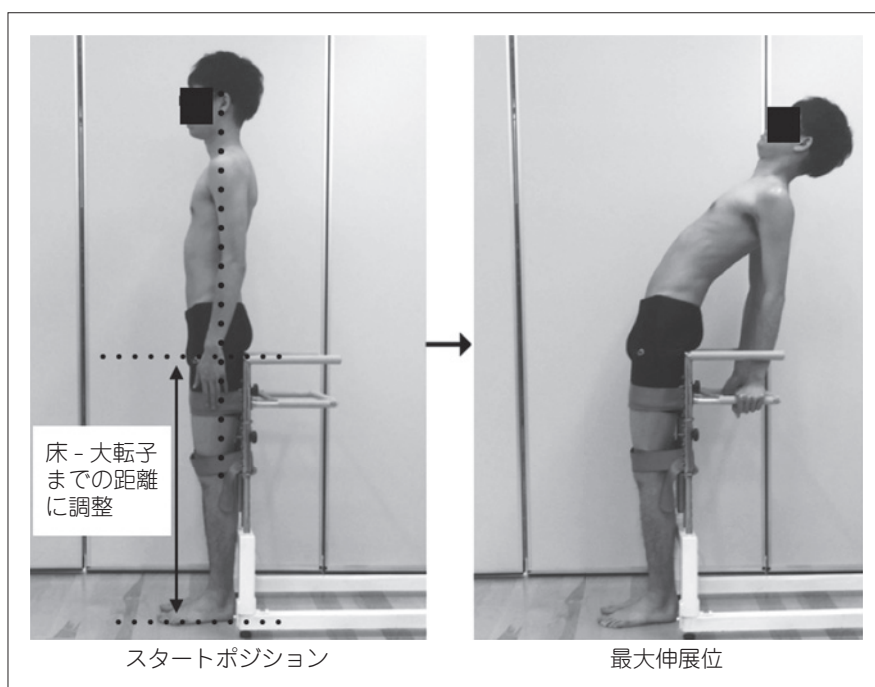 床 - 大転子
までの距離
に調整
スタートポジション
最大伸展位